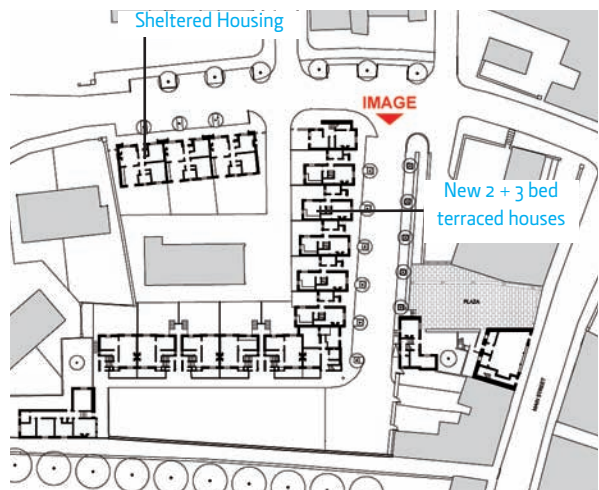 Sheltered Housing
IMAGE
New 2 + 3 bed
terraced houses
PLAZA
MAIN STREET